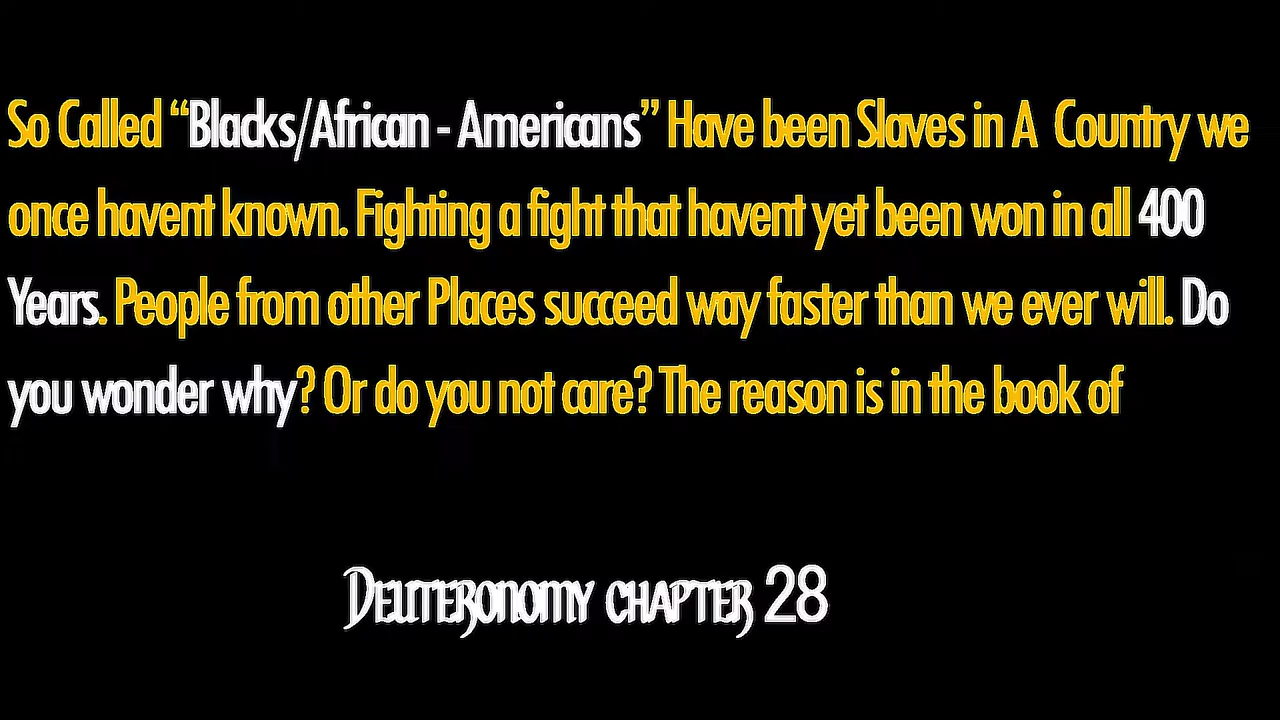 So Called “Blacks/African - Americans” Have been Slaves in A Country we
once havent known. Fighting a fight that havent yet been won in all 400
Years. People from other Places succeed way faster than we ever will. Do
you wonder why? Or do you not care? The reason is in the book of
Deuteronomy chapter 28